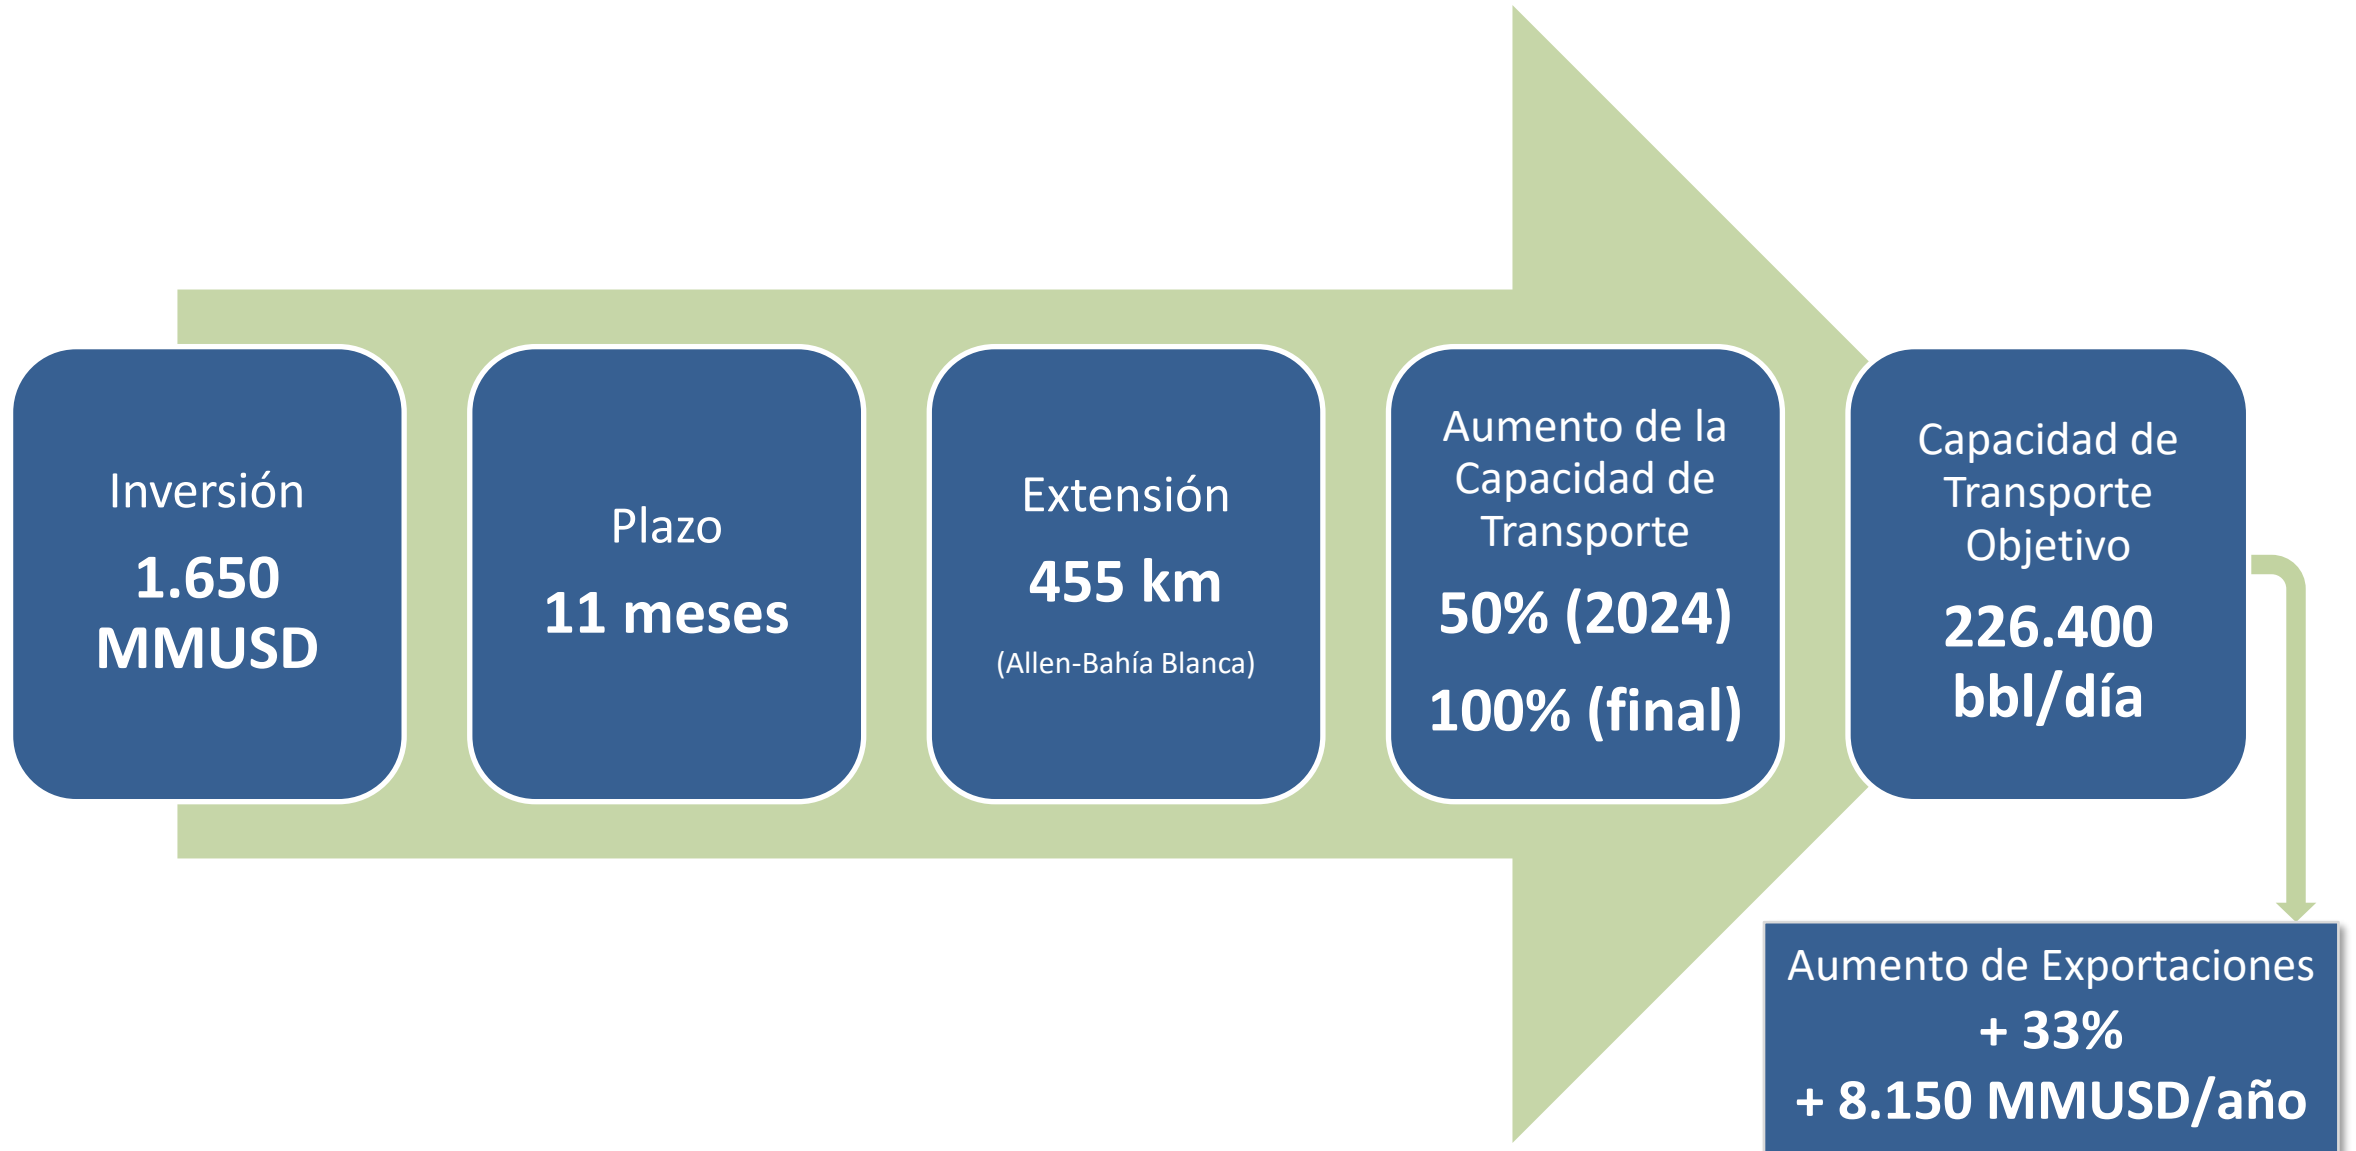 Inversión
1.650
MMUSD
Plazo
11 meses
Extensión
455 km
(Allen-Bahía Blanca)
Aumento de la
Capacidad de
Transporte
50% (2024)
100% (final)
Capacidad de
Transporte
Objetivo
226.400
bbl/día
Aumento de Exportaciones
+ 33%
+ 8.150 MMUSD/año